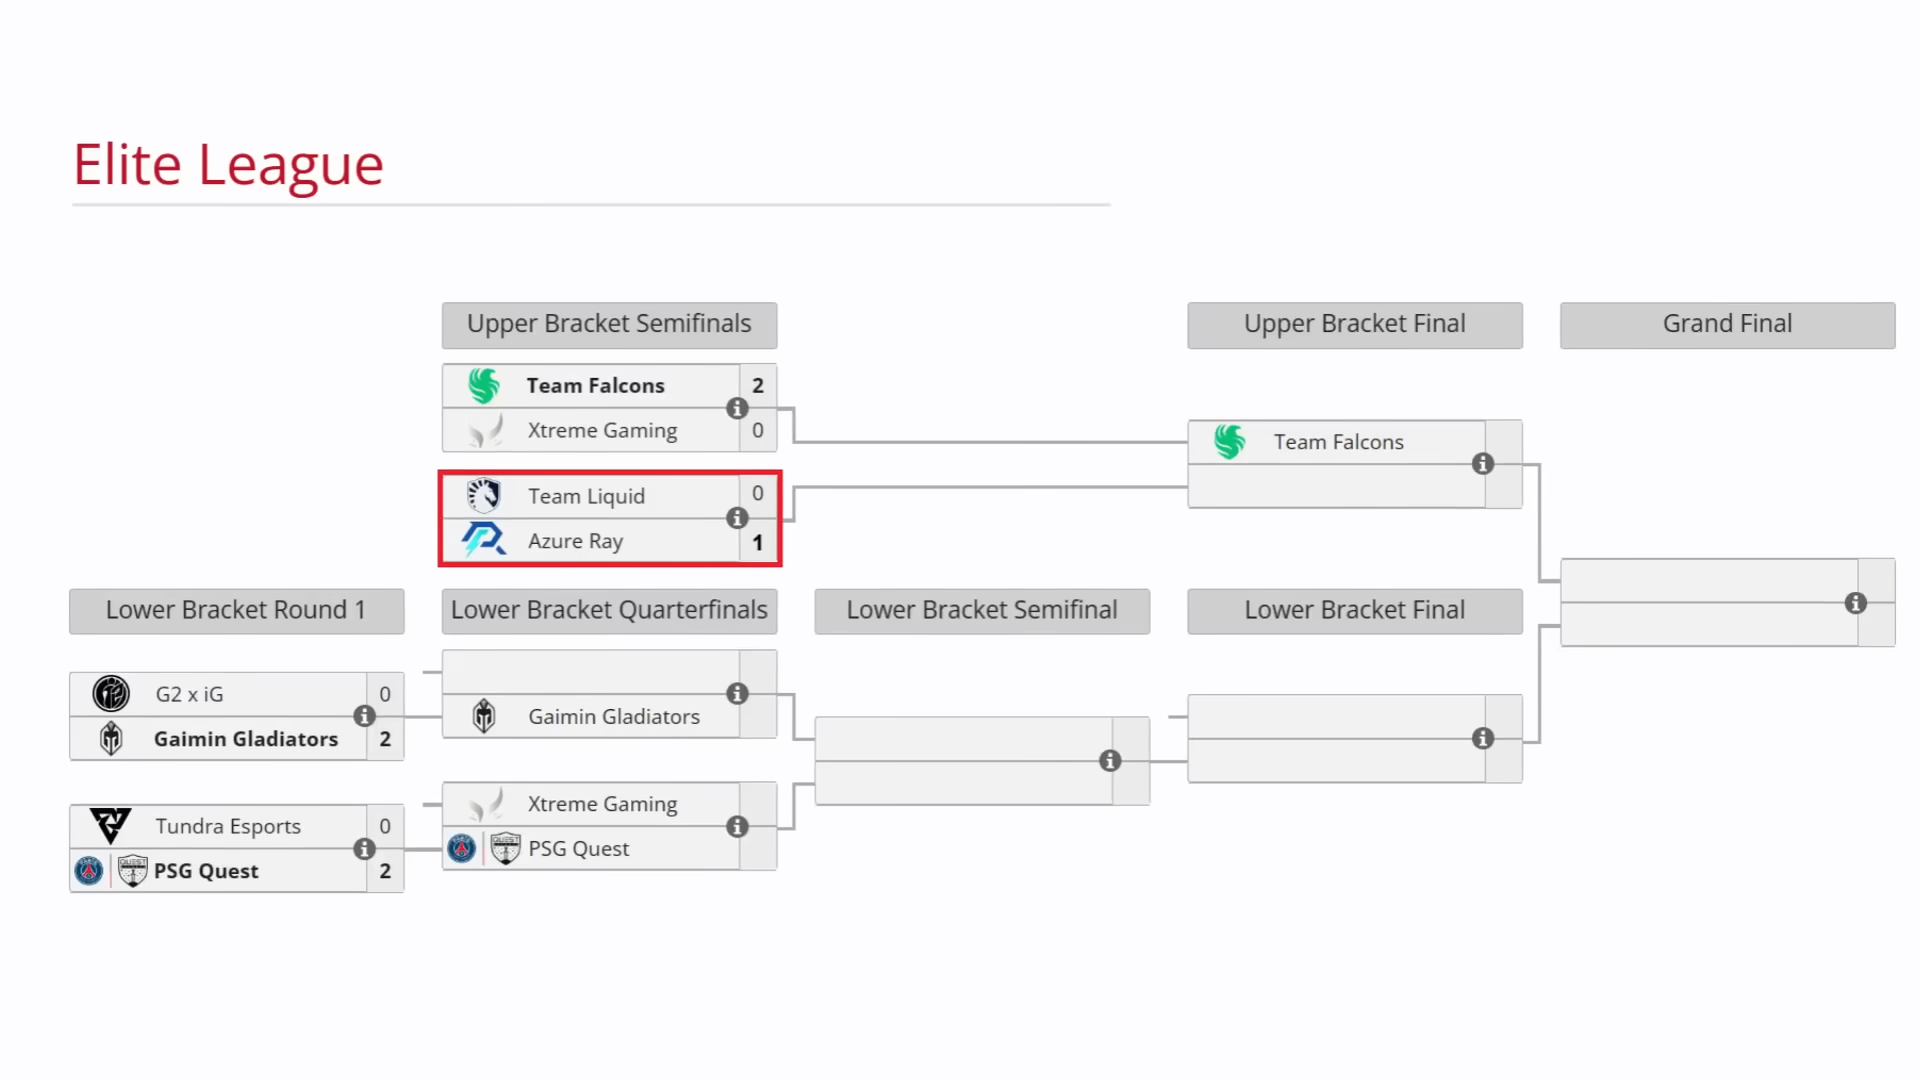 Elite League
Upper Bracket Semifinals
Upper Bracket Final
Grand Final
Team Falcons 2
Xtreme Gaming 0
Team Falcons
Team Liquid 0
Azure Ray 1
Lower Bracket Round 1
Lower Bracket Quarterfinals
Lower Bracket Semifinal
Lower Bracket Final
G2 x iG 0
Gaimin Gladiators 2
Gaimin Gladiators
Tundra Esports 0
PSG Quest 2
Xtreme Gaming
PSG Quest